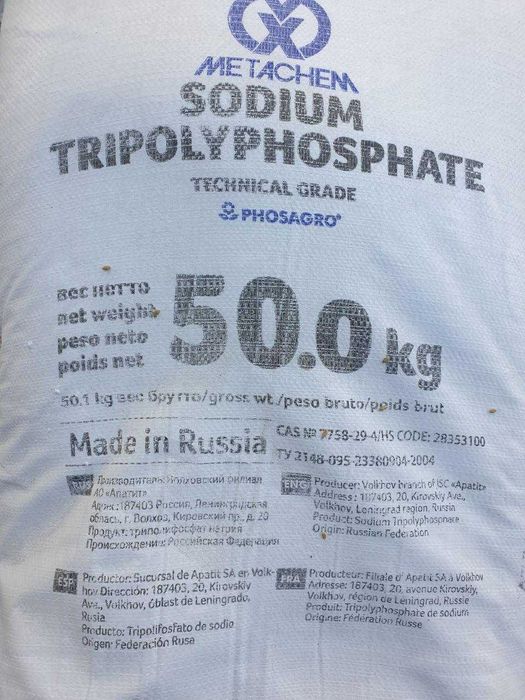 METACHEM
SODIUM
TRIPOLYPHOSPHATE
TECHNICAL GRADE
PHOSAGRO®
вес нетто
net weight
peso neto
poids net
50.0 kg
50.1 kg вес брутто/gross wt./peso bruto/poids brut
Made in Russia
CAS № 7758-29-4/HS CODE: 28353100
ТУ 2148-095-23380904-2004
RUS Производитель: Волховский филиал
АО «Апатит»
Адрес: 187403 Россия, Ленинградская
область, г. Волхов, Кировский пр., д. 20
Продукт: триполифосфат натрия
Происхождение: Российская Федерация
ENG Producer: Volkhov branch of JSC «Apatit»
Address: 187403, 20, Kirovskiy Ave.,
Volkhov, Leningrad region, Russia
Product: Sodium Tripolyphosphate
Origin: Russian Federation
ESP Productor: Sucursal de Apatit SA en Volk-
hov Dirección: 187403, 20, Kirovskiy
Ave., Volkhov, óblast de Leningrado,
Rusia
Producto: Tripolifosfato de sodio
Origen: Federación Rusa
FRA Producteur: Filiale d' Apatit SA à Volkhov
Adresse: 187403, 20, avenue Kirovskiy,
Volkhov, région de Leningrad, Russie
Produit: Tripolyphosphate de sodium
Origine: Fédération Russe